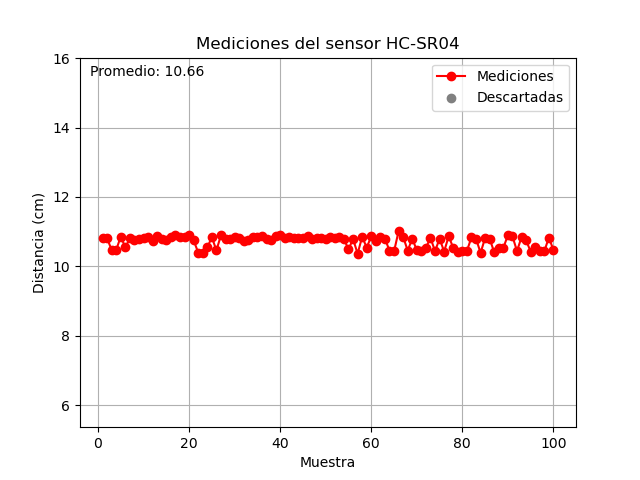 Mediciones del sensor HC-SR04
Promedio: 10.66
Mediciones
Descartadas
Distancia (cm)
16
14
12
10
8
6
0 20 40 60 80 100
Muestra